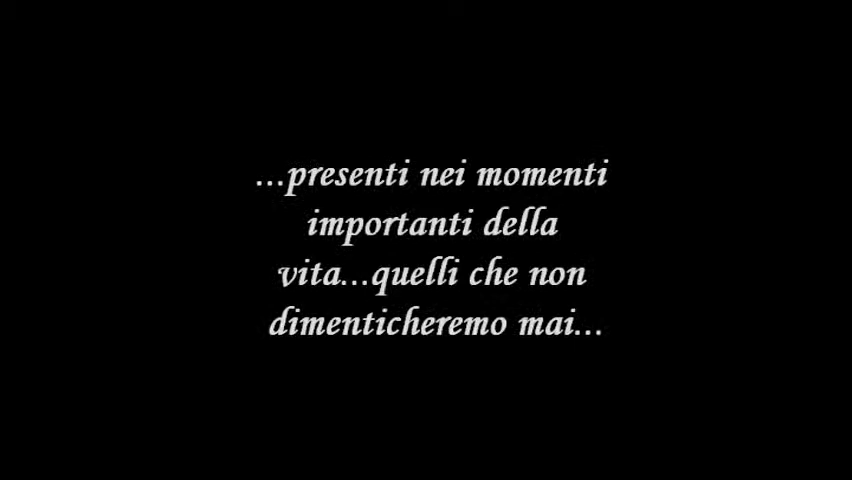 ...presenti nei momenti
importanti della
vita...quelli che non
dimenticheremo mai...